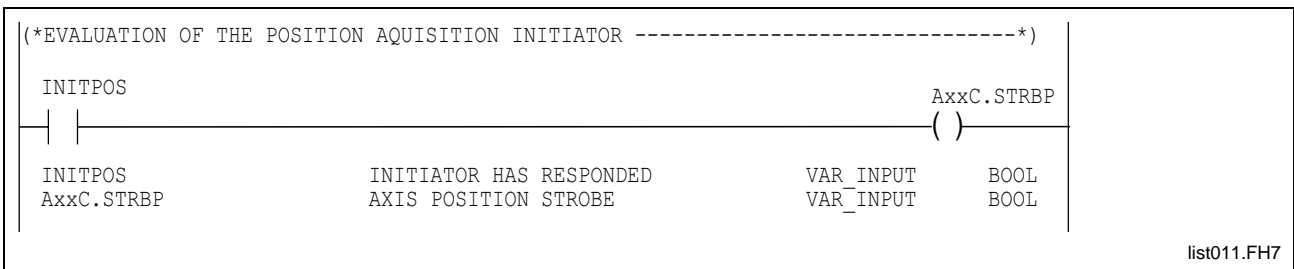 (*EVALUATION OF THE POSITION AQUISITION INITIATOR -------------------------------*)
INITPOS
AxxC.STRBP
( )
INITPOS INITIATOR HAS RESPONDED VAR_INPUT BOOL
AxxC.STRBP AXIS POSITION STROBE VAR_INPUT BOOL
list011.FH7